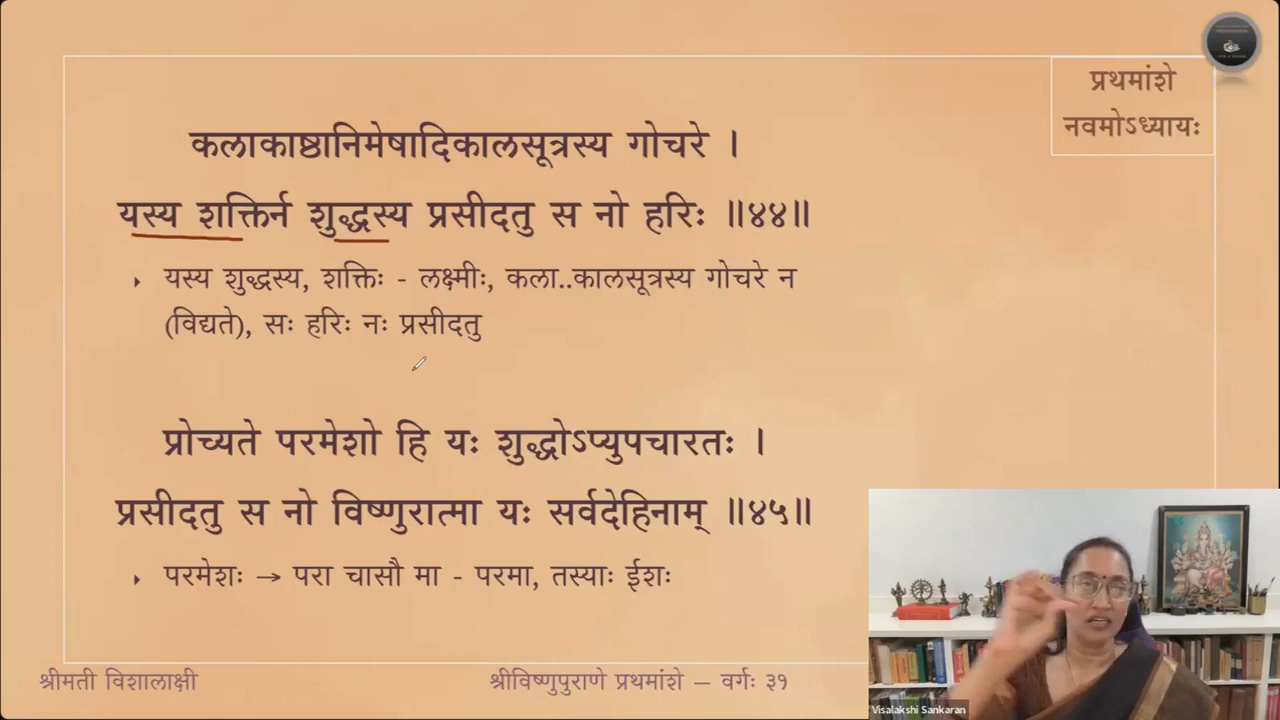 प्रथमांशे
नवमोऽध्यायः
कलाकाष्ठानिमेषादिकालसूत्रस्य गोचरे ।
यस्य शक्तिर्न शुद्धस्य प्रसीदतु स नो हरिः ॥४४॥
यस्य शुद्धस्य, शक्तिः - लक्ष्मीः, कला..कालसूत्रस्य गोचरे न
(विद्यते), सः हरिः नः प्रसीदतु
प्रोच्यते परमेशो हि यः शुद्धोऽप्युपचारतः ।
प्रसीदतु स नो विष्णुरात्मा यः सर्वदेहिनाम् ॥४५॥
परमेशः → परा चासौ मा - परमा, तस्याः ईशः
श्रीमती विशालाक्षी
श्रीविष्णुपुराणे प्रथमांशे – वर्गः ३१
Visalakshi Sankaran